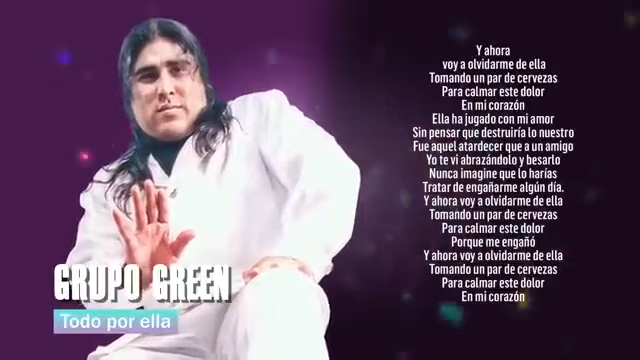 Y ahora
voy a olvidarme de ella
Tomando un par de cervezas
Para calmar este dolor
En mi corazón
Ella ha jugado con mi amor
Sin pensar que destruiría lo nuestro
Fue aquel atardecer que a un amigo
Yo te vi abrazándolo y besarlo
Nunca imagine que lo harías
Tratar de engañarme algún día.
Y ahora voy a olvidarme de ella
Tomando un par de cervezas
Para calmar este dolor
Porque me engañó
Y ahora voy a olvidarme de ella
Tomando un par de cervezas
Para calmar este dolor
En mi corazón
GRUPO GREEN
Todo por ella